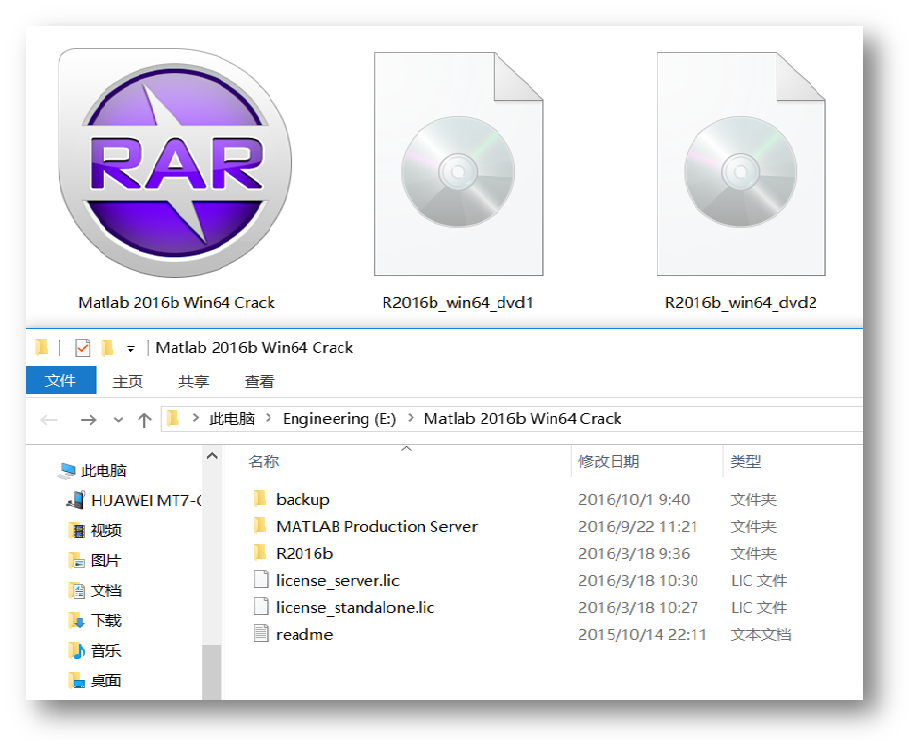 RAR
Matlab 2016b Win64 Crack
R2016b_win64_dvd1
R2016b_win64_dvd2
Matlab 2016b Win64 Crack
文件 主页 共享 查看
此电脑 Engineering (E:) Matlab 2016b Win64 Crack
名称 修改日期 类型
此电脑
HUAWEI MT7-
视频
图片
文档
下载
音乐
桌面
backup 2016/10/1 9:40 文件夹
MATLAB Production Server 2016/9/22 11:21 文件夹
R2016b 2016/3/18 9:36 文件夹
license_server.lic 2016/3/18 10:30 LIC 文件
license_standalone.lic 2016/3/18 10:27 LIC 文件
readme 2015/10/14 22:11 文本文档